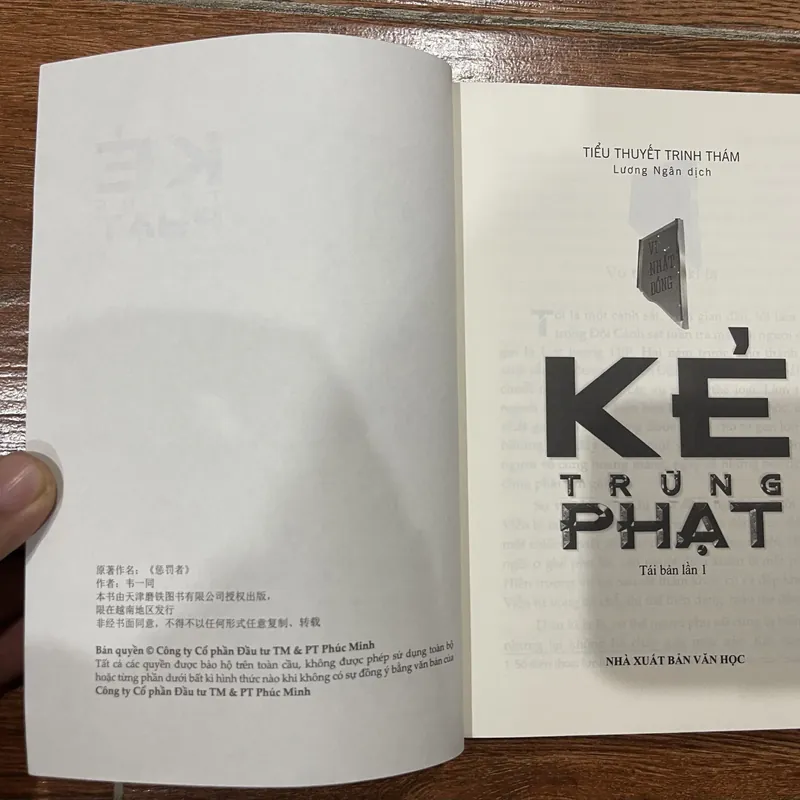 原著作名：《惩罚者》
作者：韦一同
本书由天津磨铁图书有限公司授权出版，
限在越南地区发行
非经书面同意，不得不以任何形式任意复制、转载
Bản quyền © Công ty Cổ phần Đầu tư TM & PT Phúc Minh
Tất cả các quyền được bảo hộ trên toàn cầu, không được phép sử dụng toàn bộ
hoặc từng phần dưới bất kì hình thức nào khi không có sự đồng ý bằng văn bản của
Công ty Cổ phần Đầu tư TM & PT Phúc Minh
TIỂU THUYẾT TRINH THÁM
Lương Ngân dịch
VI
NHẤT
ĐỒNG
KẺ
TRỪNG
PHẠT
Tái bản lần 1
NHÀ XUẤT BẢN VĂN HỌC